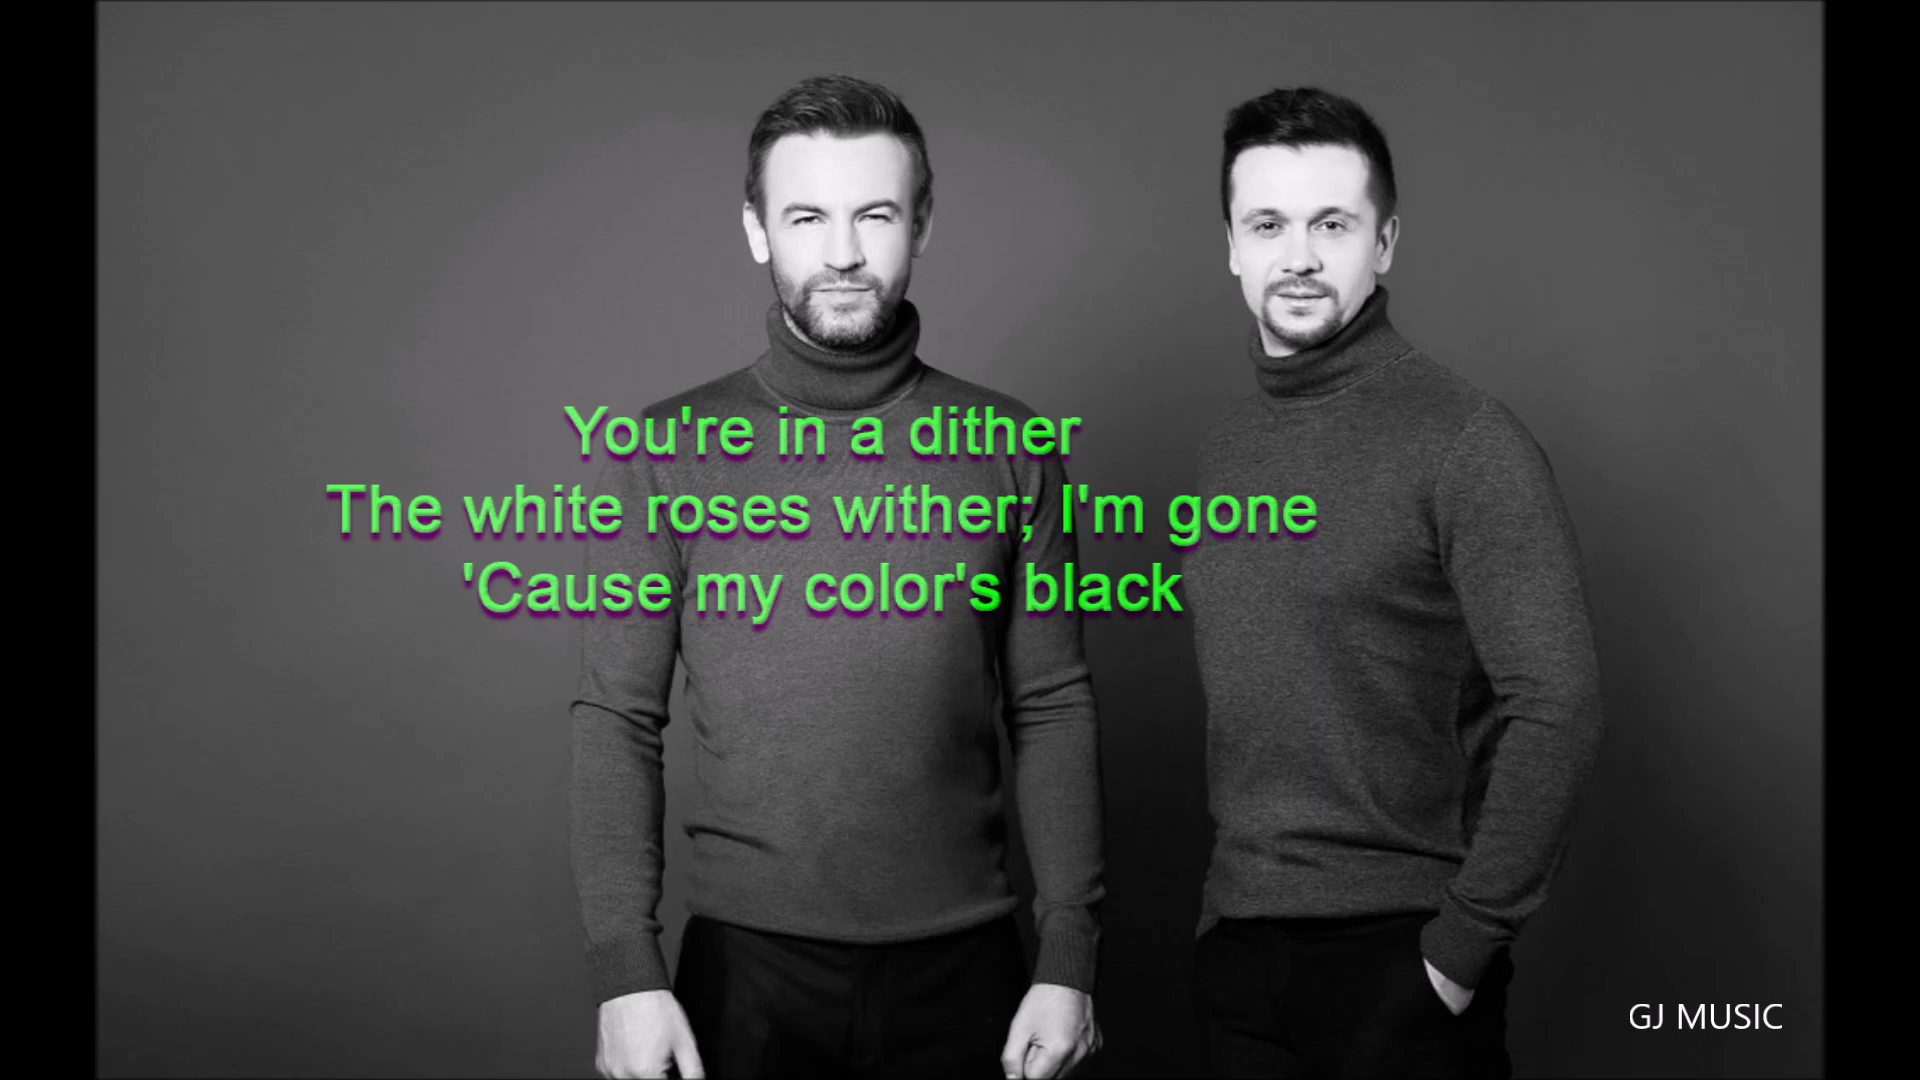 You're in a dither
The white roses wither; I'm gone
'Cause my color's black
GJ MUSIC